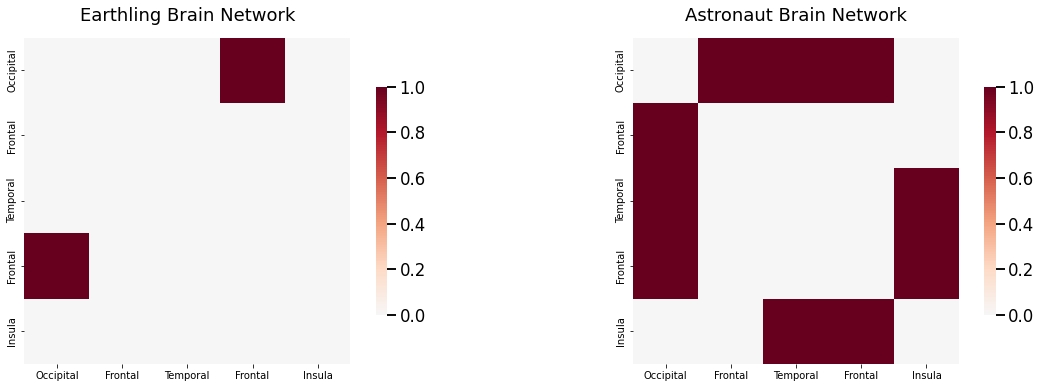 Earthling Brain Network
Astronaut Brain Network
Occipital
Frontal
Temporal
Frontal
Insula
Occipital Frontal Temporal Frontal Insula
1.0
0.8
0.6
0.4
0.2
0.0
Occipital
Frontal
Temporal
Frontal
Insula
Occipital Frontal Temporal Frontal Insula
1.0
0.8
0.6
0.4
0.2
0.0